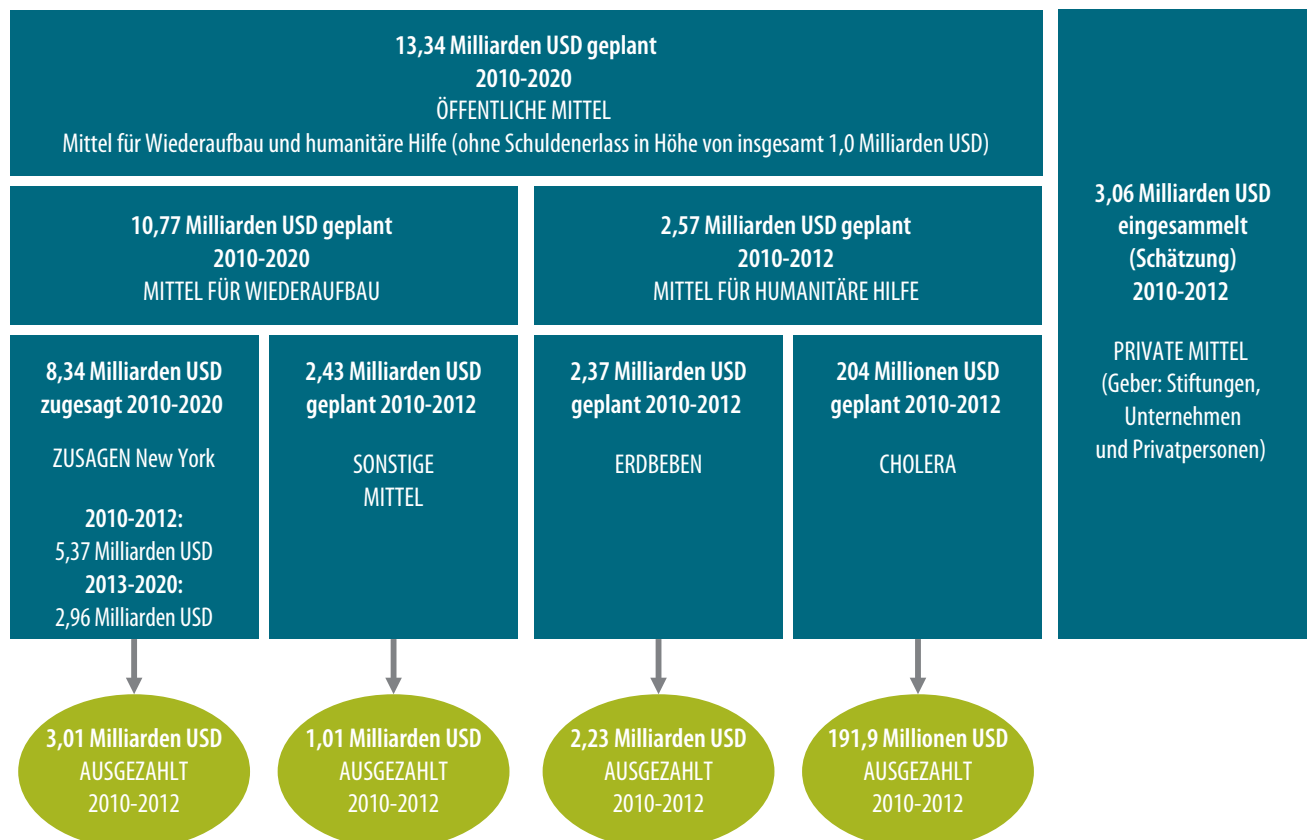 13,34 Milliarden USD geplant
2010-2020
ÖFFENTLICHE MITTEL
Mittel für Wiederaufbau und humanitäre Hilfe (ohne Schuldenerlass in Höhe von insgesamt 1,0 Milliarden USD)
10,77 Milliarden USD geplant
2010-2020
MITTEL FÜR WIEDERAUFBAU
2,57 Milliarden USD geplant
2010-2012
MITTEL FÜR HUMANITÄRE HILFE
3,06 Milliarden USD
eingesammelt
(Schätzung)
2010-2012
PRIVATE MITTEL
(Geber: Stiftungen,
Unternehmen
und Privatpersonen)
8,34 Milliarden USD
zugesagt 2010-2020
ZUSAGEN New York
2010-2012:
5,37 Milliarden USD
2013-2020:
2,96 Milliarden USD
2,43 Milliarden USD
geplant 2010-2012
SONSTIGE
MITTEL
2,37 Milliarden USD
geplant 2010-2012
ERDBEBEN
204 Millionen USD
geplant 2010-2012
CHOLERA
3,01 Milliarden USD
AUSGEZAHLT
2010-2012
1,01 Milliarden USD
AUSGEZAHLT
2010-2012
2,23 Milliarden USD
AUSGEZAHLT
2010-2012
191,9 Millionen USD
AUSGEZAHLT
2010-2012